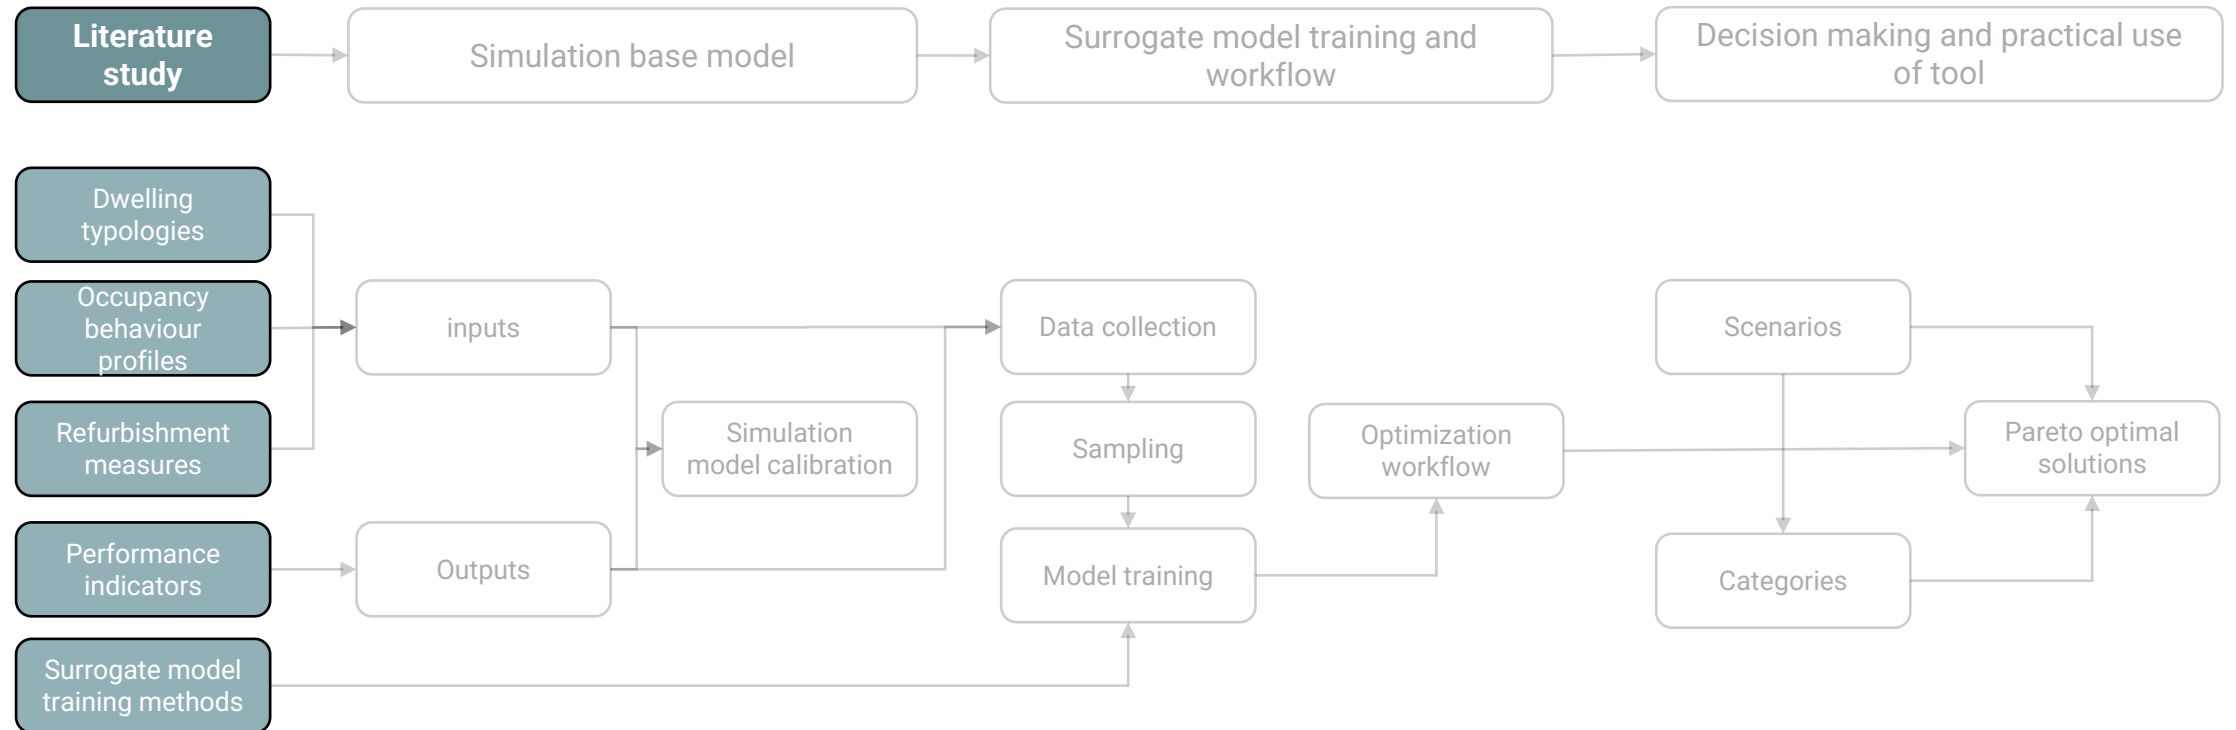 Literature
study
Simulation base model
Surrogate model training and
workflow
Decision making and practical use
of tool
Dwelling
typologies
Occupancy
behaviour
profiles
Refurbishment
measures
Performance
indicators
Surrogate model
training methods
inputs
Outputs
Simulation
model calibration
Data collection
Sampling
Model training
Optimization
workflow
Scenarios
Categories
Pareto optimal
solutions